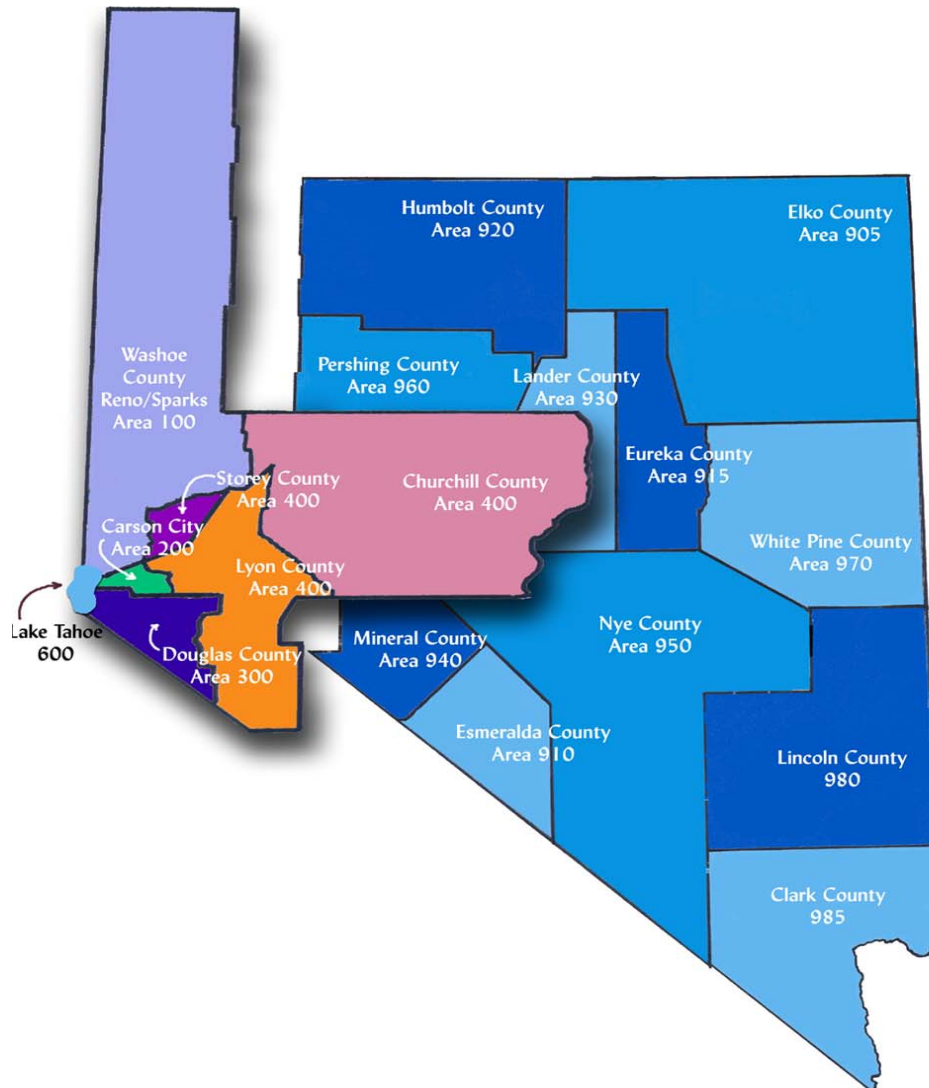 Humbolt County
Area 920
Elko County
Area 905
Washoe
County
Reno/Sparks
Area 100
Pershing County
Area 960
Lander County
Area 930
Storey County
Area 400
Churchill County
Area 400
Eureka County
Area 915
Carson City
Area 200
White Pine County
Area 970
Lyon County
Area 400
Lake Tahoe
600
Douglas County
Area 300
Mineral County
Area 940
Nye County
Area 950
Esmeralda County
Area 910
Lincoln County
980
Clark County
985